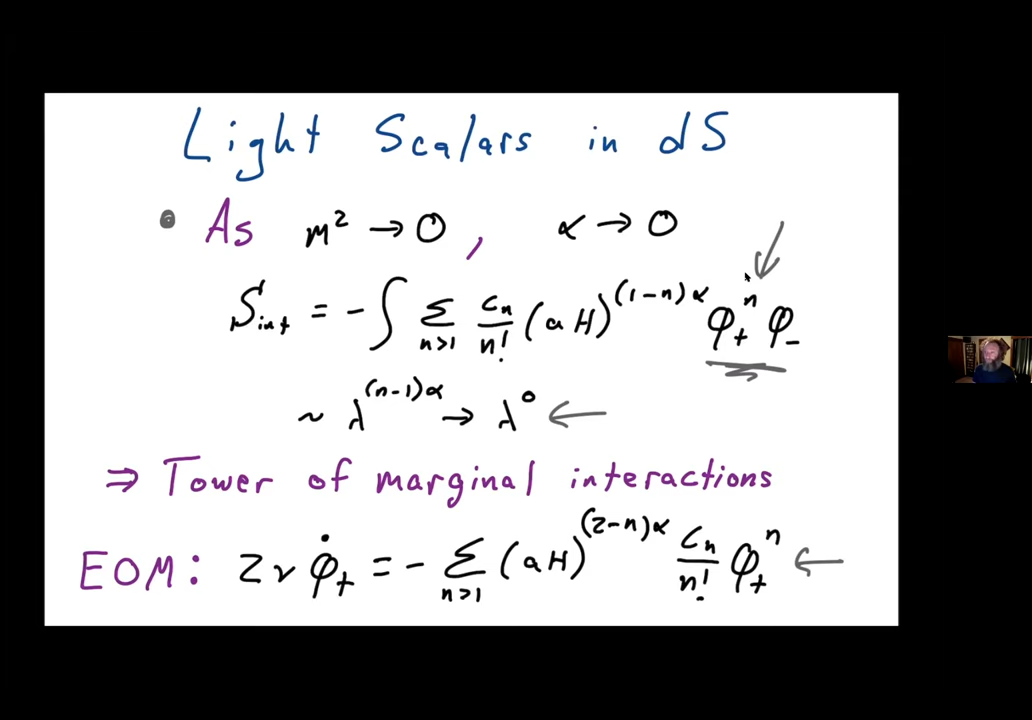 Light Scalars in dS
• As m² → 0, α → 0
S_int = - ∫ Σ_{n>1} c_n/n! (aH)^{(1-n)α} φ_+^n φ_-
~ λ^{(n-1)α} → λ^0 ←
⇒ Tower of marginal interactions
EOM: 2ν φ̇_+ = - Σ_{n>1} (aH)^{(2-n)α} c_n/n! φ_+^n ←